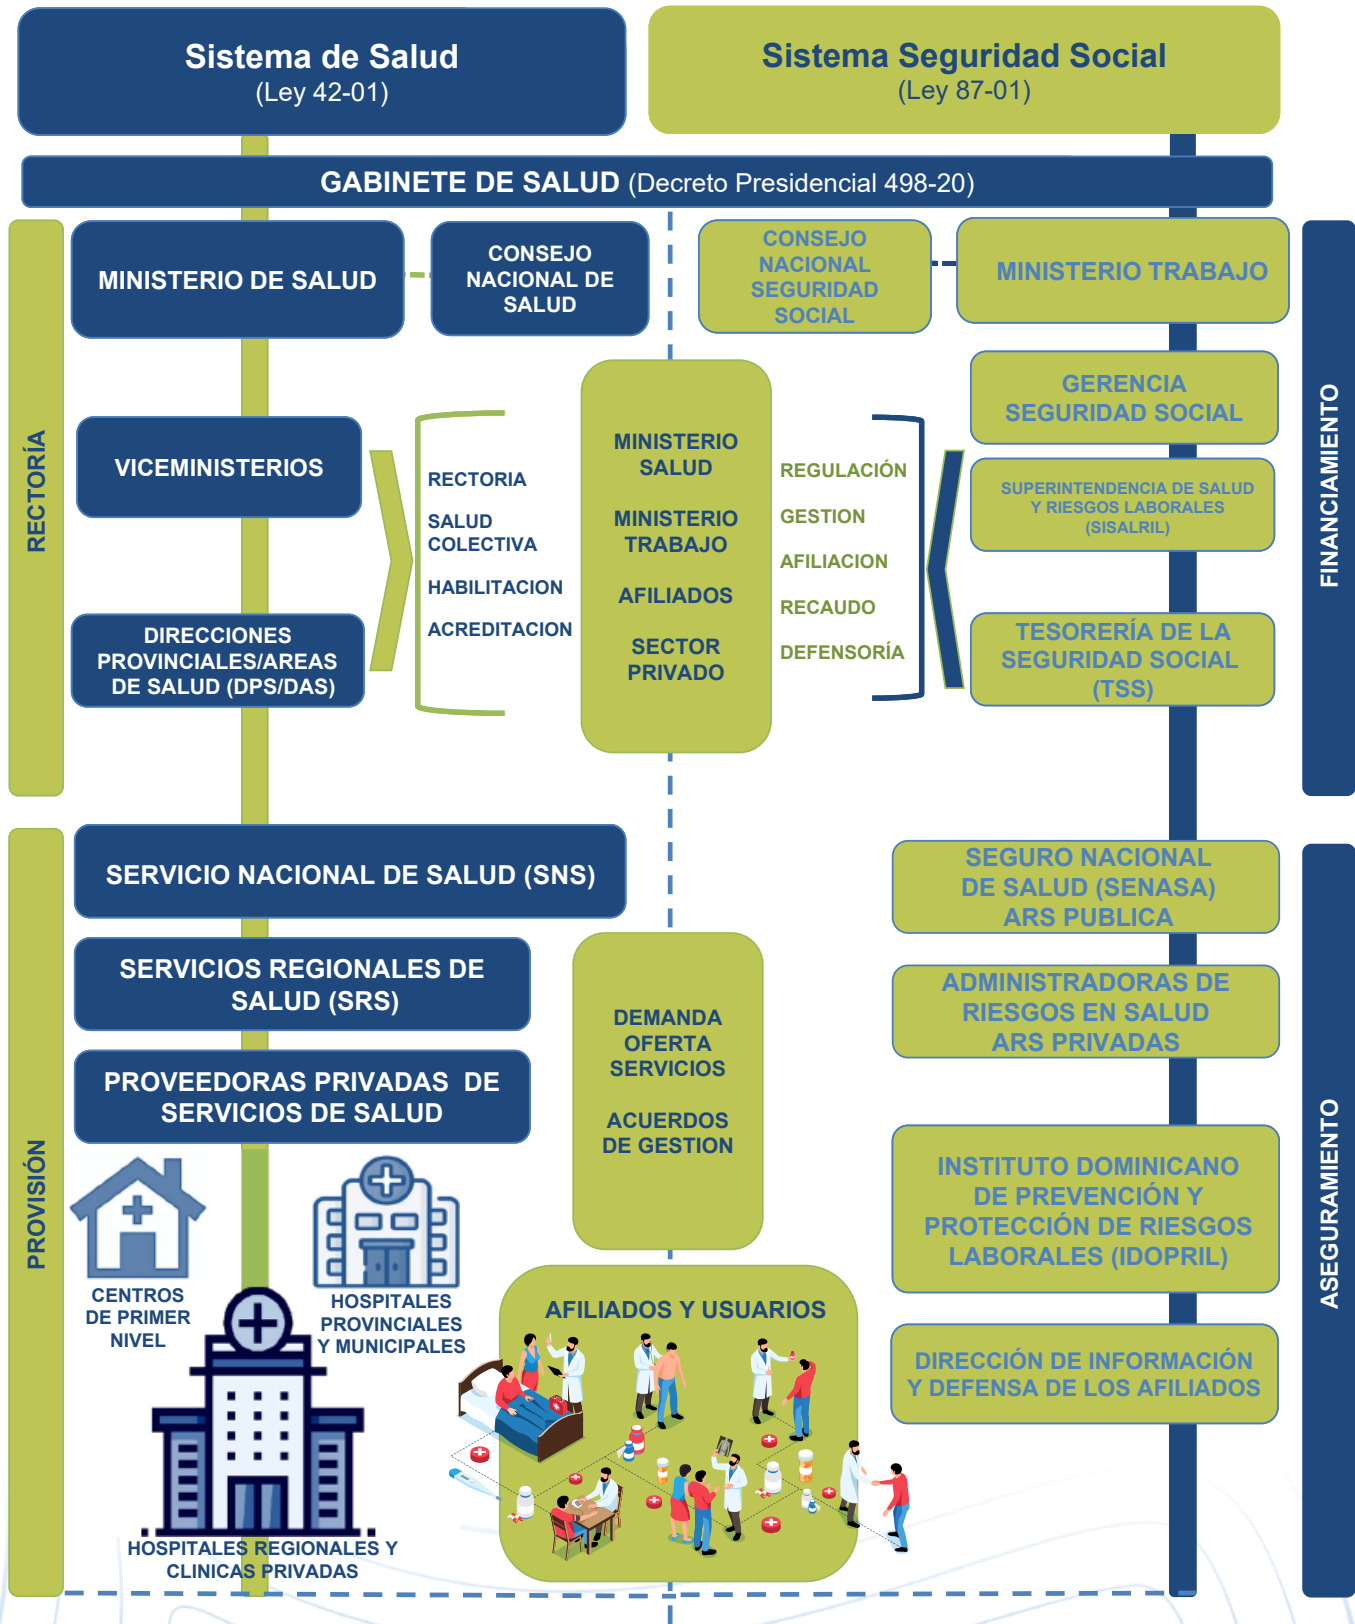 Sistema de Salud
(Ley 42-01)
Sistema Seguridad Social
(Ley 87-01)
GABINETE DE SALUD (Decreto Presidencial 498-20)
RECTORÍA
MINISTERIO DE SALUD
CONSEJO
NACIONAL DE
SALUD
CONSEJO
NACIONAL
SEGURIDAD
SOCIAL
MINISTERIO TRABAJO
FINANCIAMIENTO
VICEMINISTERIOS
DIRECCIONES
PROVINCIALES/AREAS
DE SALUD (DPS/DAS)
RECTORIA
SALUD
COLECTIVA
HABILITACION
ACREDITACION
MINISTERIO
SALUD
MINISTERIO
TRABAJO
AFILIADOS
SECTOR
PRIVADO
REGULACIÓN
GESTION
AFILIACION
RECAUDO
DEFENSORÍA
GERENCIA
SEGURIDAD SOCIAL
SUPERINTENDENCIA DE SALUD
Y RIESGOS LABORALES
(SISALRIL)
TESORERÍA DE LA
SEGURIDAD SOCIAL
(TSS)
PROVISIÓN
SERVICIO NACIONAL DE SALUD (SNS)
SERVICIOS REGIONALES DE
SALUD (SRS)
PROVEEDORAS PRIVADAS DE
SERVICIOS DE SALUD
CENTROS
DE PRIMER
NIVEL
HOSPITALES
PROVINCIALES
Y MUNICIPALES
HOSPITALES REGIONALES Y
CLINICAS PRIVADAS
DEMANDA
OFERTA
SERVICIOS
ACUERDOS
DE GESTION
AFILIADOS Y USUARIOS
SEGURO NACIONAL
DE SALUD (SENASA)
ARS PUBLICA
ADMINISTRADORAS DE
RIESGOS EN SALUD
ARS PRIVADAS
INSTITUTO DOMINICANO
DE PREVENCIÓN Y
PROTECCIÓN DE RIESGOS
LABORALES (IDOPRIL)
DIRECCIÓN DE INFORMACIÓN
Y DEFENSA DE LOS AFILIADOS
ASEGURAMIENTO